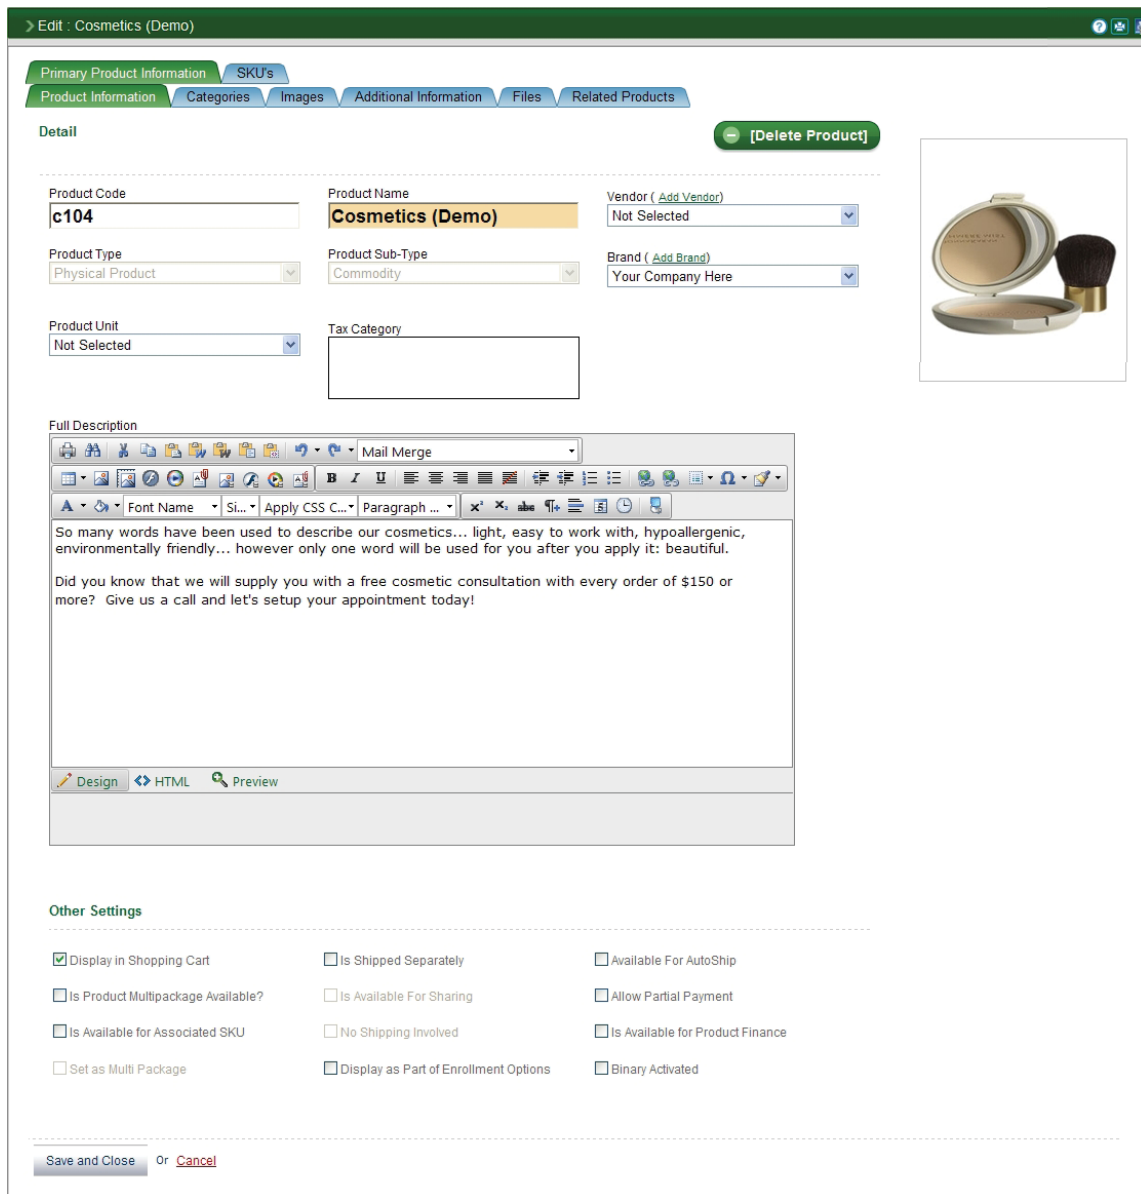 Edit : Cosmetics (Demo)
Primary Product Information SKU's
Product Information Categories Images Additional Information Files Related Products
Detail
[Delete Product]
Product Code Product Name Vendor ( Add Vendor)
c104 Cosmetics (Demo) Not Selected
Product Type Product Sub-Type Brand ( Add Brand)
Physical Product Commodity Your Company Here
Product Unit Tax Category
Not Selected
Full Description
Mail Merge
B I U
A Font Name Si... Apply CSS C... Paragraph ... x² x₂ abc
So many words have been used to describe our cosmetics... light, easy to work with, hypoallergenic,
environmentally friendly... however only one word will be used for you after you apply it: beautiful.
Did you know that we will supply you with a free cosmetic consultation with every order of $150 or
more? Give us a call and let's setup your appointment today!
Design HTML Preview
Other Settings
Display in Shopping Cart Is Shipped Separately Available For AutoShip
Is Product Multipackage Available? Is Available For Sharing Allow Partial Payment
Is Available for Associated SKU No Shipping Involved Is Available for Product Finance
Set as Multi Package Display as Part of Enrollment Options Binary Activated
Save and Close Or Cancel